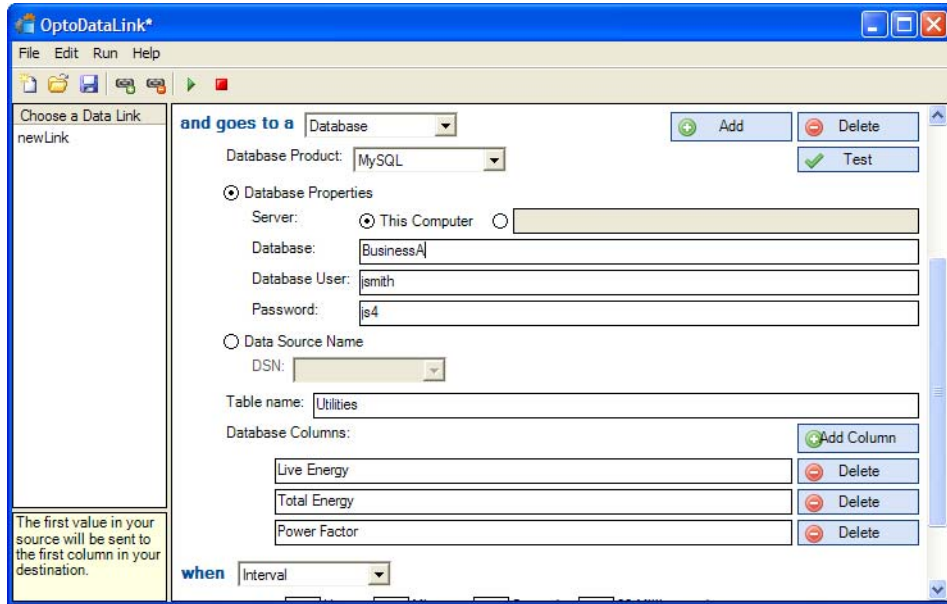 OptoDataLink*
File Edit Run Help
Choose a Data Link
newLink
and goes to a Database
Add
Delete
Database Product: MySQL
Test
Database Properties
Server: This Computer
Database: BusinessA
Database User: jsmith
Password: js4
Data Source Name
DSN:
Table name: Utilities
Database Columns:
Add Column
Live Energy
Delete
Total Energy
Delete
Power Factor
Delete
The first value in your
source will be sent to
the first column in your
destination.
when Interval